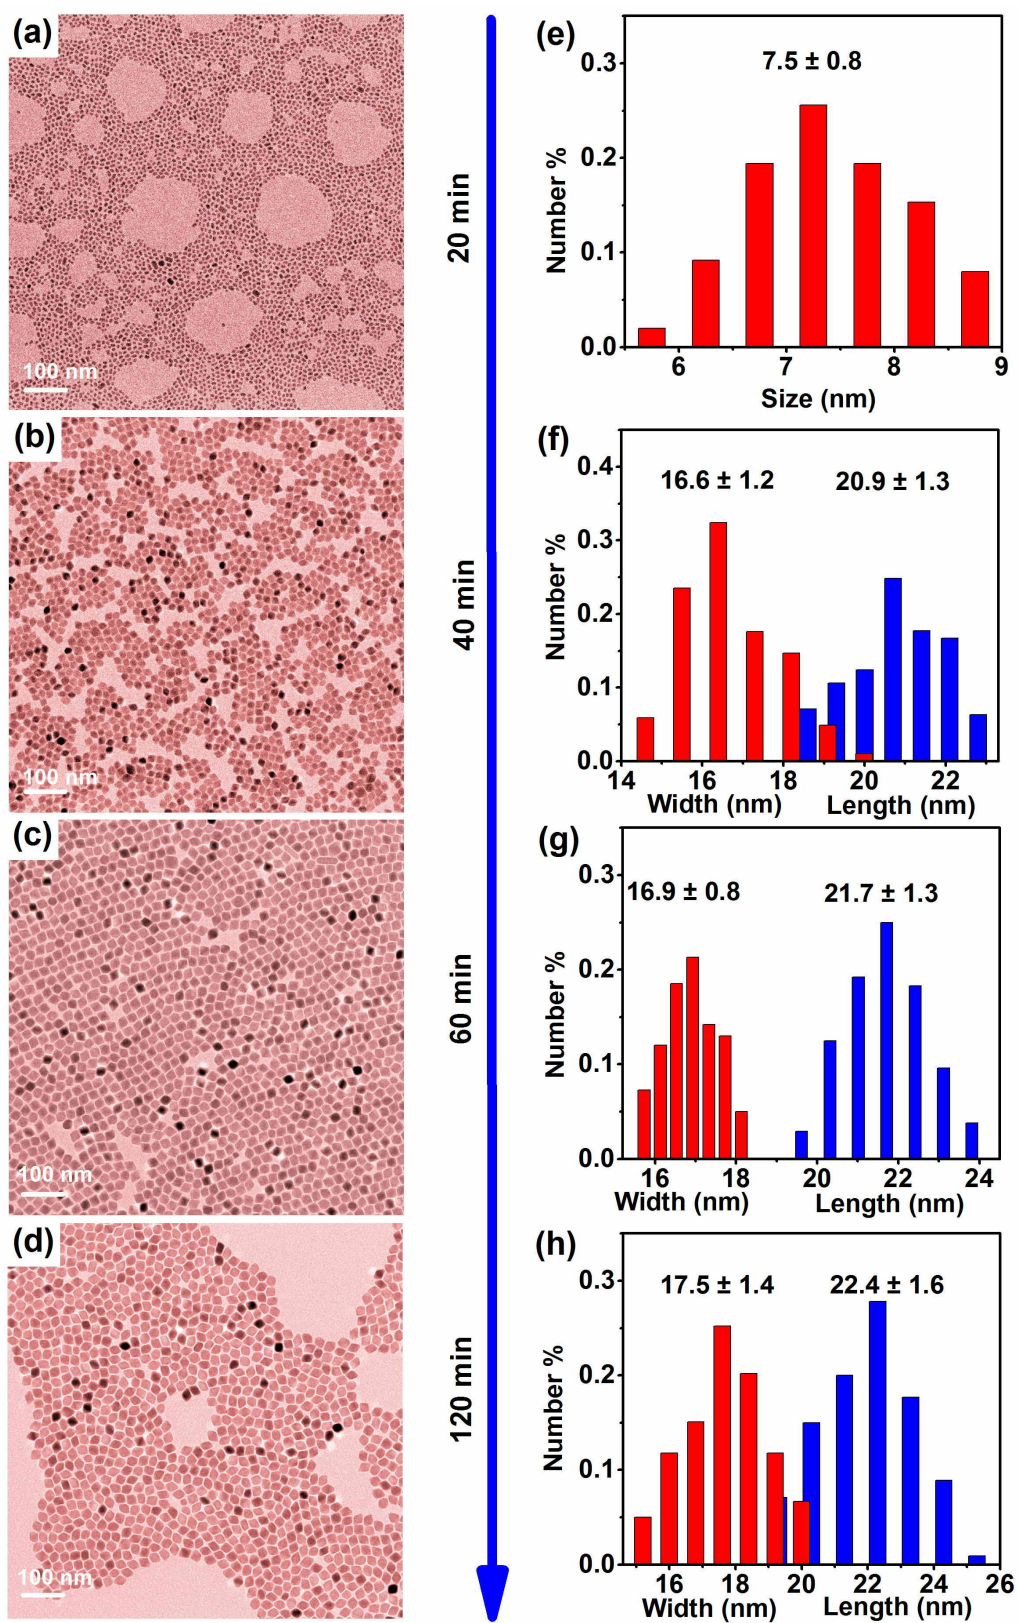 (a)
100 nm
20 min
(e)
7.5 ± 0.8
Number %
0.3
0.2
0.1
0.0
6 7 8 9
Size (nm)
(b)
100 nm
40 min
(f)
16.6 ± 1.2 20.9 ± 1.3
Number %
0.4
0.3
0.2
0.1
0.0
14 16 18 20 22
Width (nm) Length (nm)
(c)
100 nm
60 min
(g)
16.9 ± 0.8 21.7 ± 1.3
Number %
0.3
0.2
0.1
0.0
16 18 20 22 24
Width (nm) Length (nm)
(d)
100 nm
120 min
(h)
17.5 ± 1.4 22.4 ± 1.6
Number %
0.3
0.2
0.1
0.0
16 18 20 22 24 26
Width (nm) Length (nm)